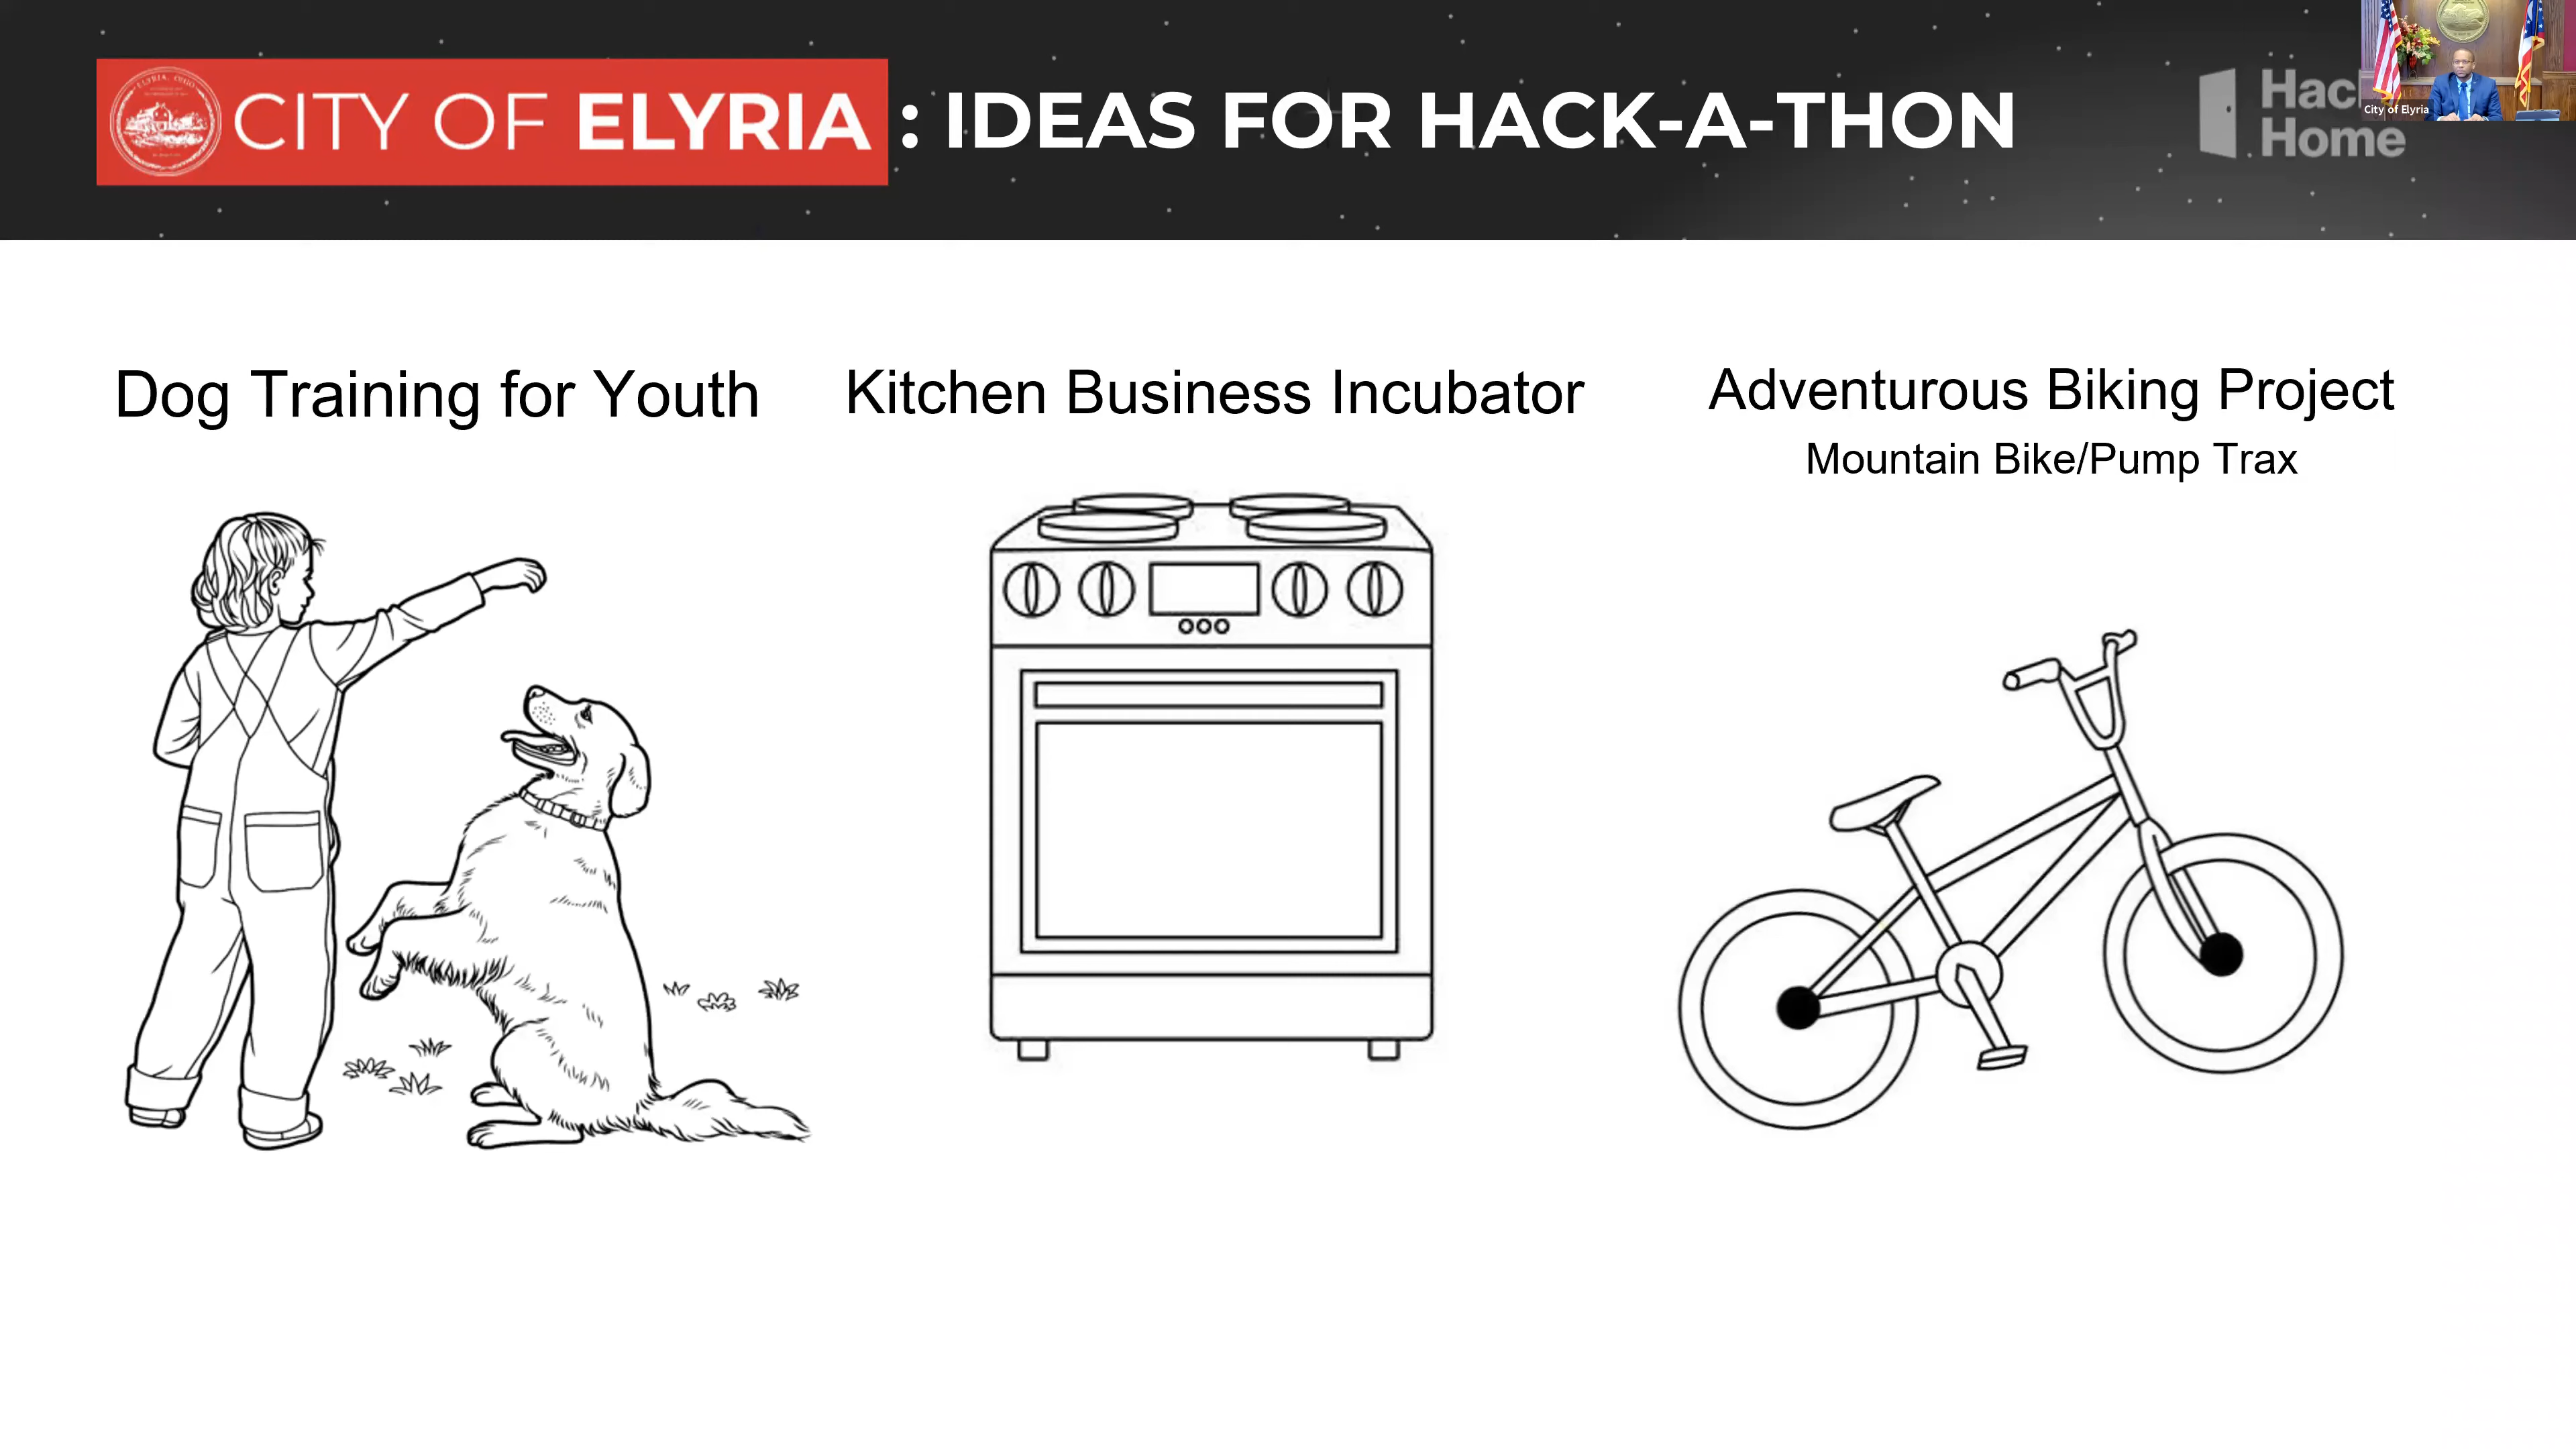 CITY OF ELYRIA : IDEAS FOR HACK-A-THON
Home
City of Elyria
Dog Training for Youth
Kitchen Business Incubator
Adventurous Biking Project
Mountain Bike/Pump Trax